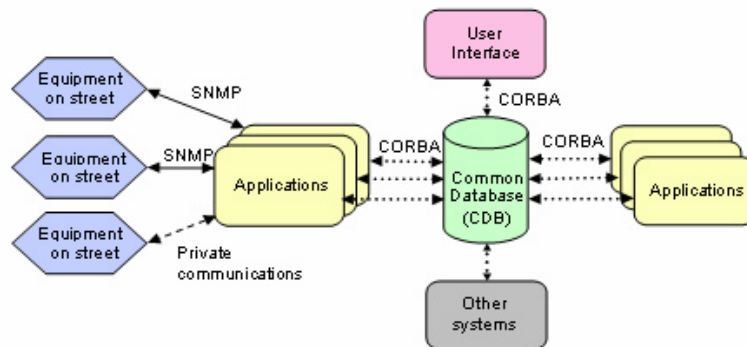 User
Interface
Equipment
on street
SNMP
CORBA
Equipment
on street
SNMP
Applications
CORBA
Common
Database
(CDB)
CORBA
Applications
Equipment
on street
Private
communications
Other
systems